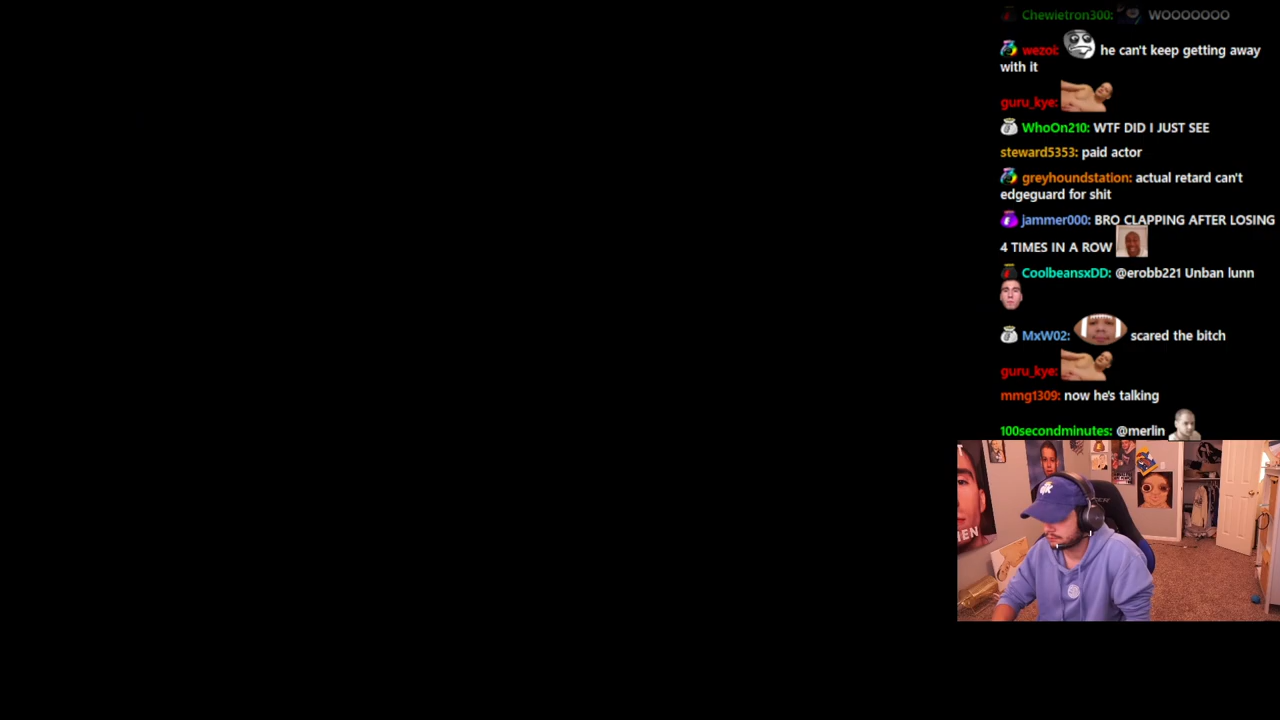 Chewietron300: WOOOOOOO
wezoi: he can't keep getting away
with it
guru_kye:
WhoOn210: WTF DID I JUST SEE
steward5353: paid actor
greyhoundstation: actual retard can't
edgeguard for shit
jammer000: BRO CLAPPING AFTER LOSING
4 TIMES IN A ROW
CoolbeansxDD: @erobb221 Unban lunn
MxW02: scared the bitch
guru_kye:
mmg1309: now he's talking
100secondminutes: @merlin